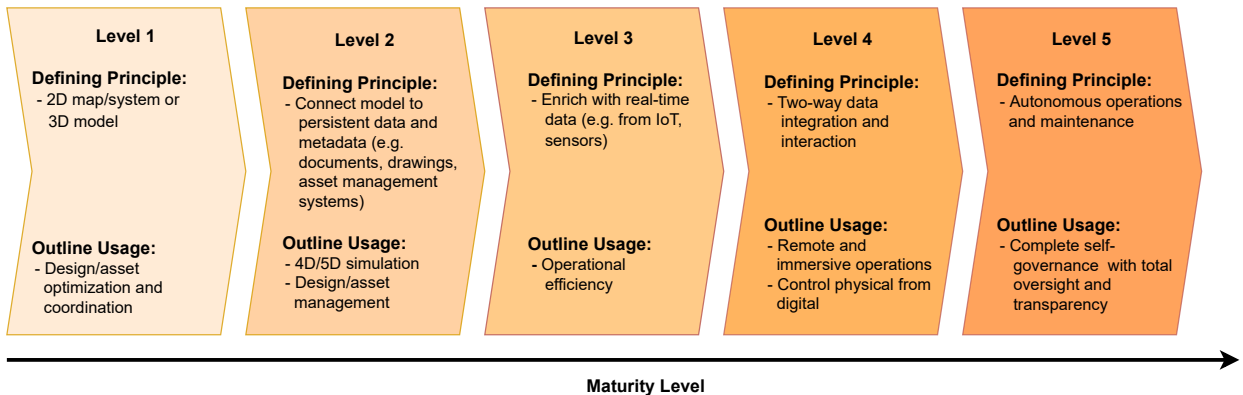 Level 1
Defining Principle:
- 2D map/system or
3D model
Outline Usage:
- Design/asset
optimization and
coordination
Level 2
Defining Principle:
- Connect model to
persistent data and
metadata (e.g.
documents, drawings,
asset management
systems)
Outline Usage:
- 4D/5D simulation
- Design/asset
management
Level 3
Defining Principle:
- Enrich with real-time
data (e.g. from IoT,
sensors)
Outline Usage:
- Operational
efficiency
Level 4
Defining Principle:
- Two-way data
integration and
interaction
Outline Usage:
- Remote and
immersive operations
- Control physical from
digital
Level 5
Defining Principle:
- Autonomous operations
and maintenance
Outline Usage:
- Complete self-
governance with total
oversight and
transparency
Maturity Level